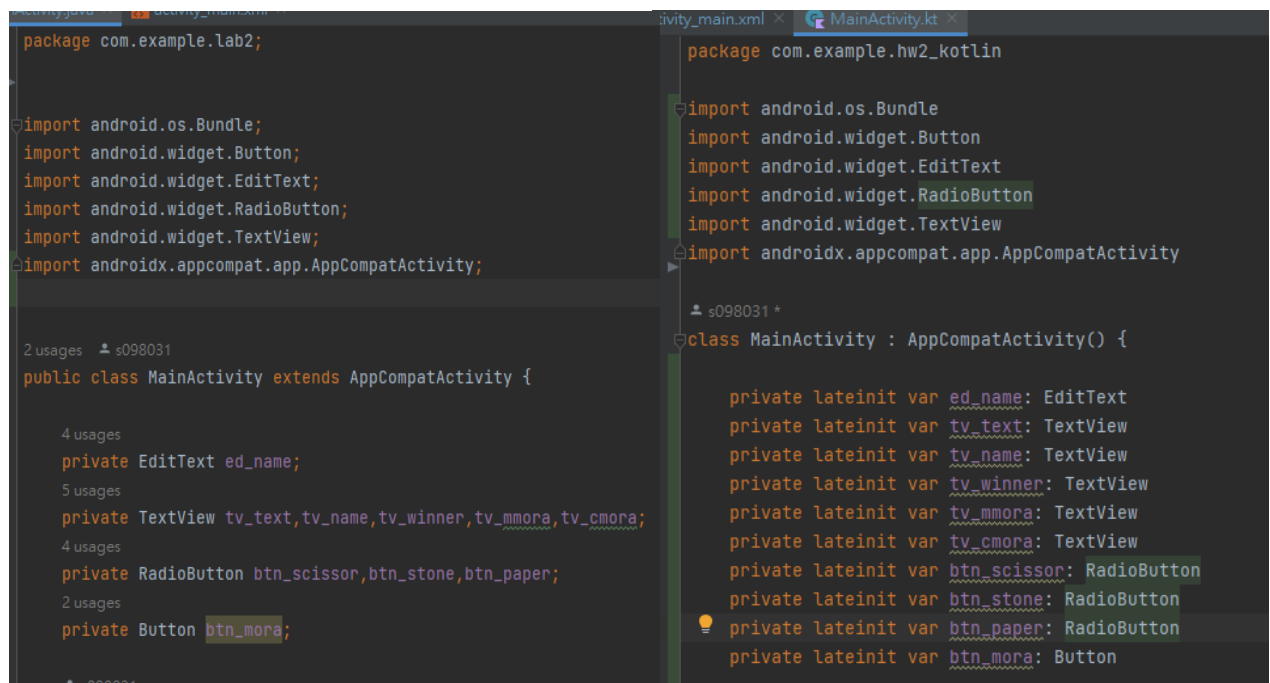 activity_main.xml
package com.example.lab2;
import android.os.Bundle;
import android.widget.Button;
import android.widget.EditText;
import android.widget.RadioButton;
import android.widget.TextView;
import androidx.appcompat.app.AppCompatActivity;
2 usages s098031
public class MainActivity extends AppCompatActivity {
4 usages
private EditText ed_name;
5 usages
private TextView tv_text,tv_name,tv_winner,tv_mmora,tv_cmora;
4 usages
private RadioButton btn_scissor,btn_stone,btn_paper;
2 usages
private Button btn_mora;
tivity_main.xml MainActivity.kt
package com.example.hw2_kotlin
import android.os.Bundle
import android.widget.Button
import android.widget.EditText
import android.widget.RadioButton
import android.widget.TextView
import androidx.appcompat.app.AppCompatActivity
s098031 *
class MainActivity : AppCompatActivity() {
private lateinit var ed_name: EditText
private lateinit var tv_text: TextView
private lateinit var tv_name: TextView
private lateinit var tv_winner: TextView
private lateinit var tv_mmora: TextView
private lateinit var tv_cmora: TextView
private lateinit var btn_scissor: RadioButton
private lateinit var btn_stone: RadioButton
private lateinit var btn_paper: RadioButton
private lateinit var btn_mora: Button